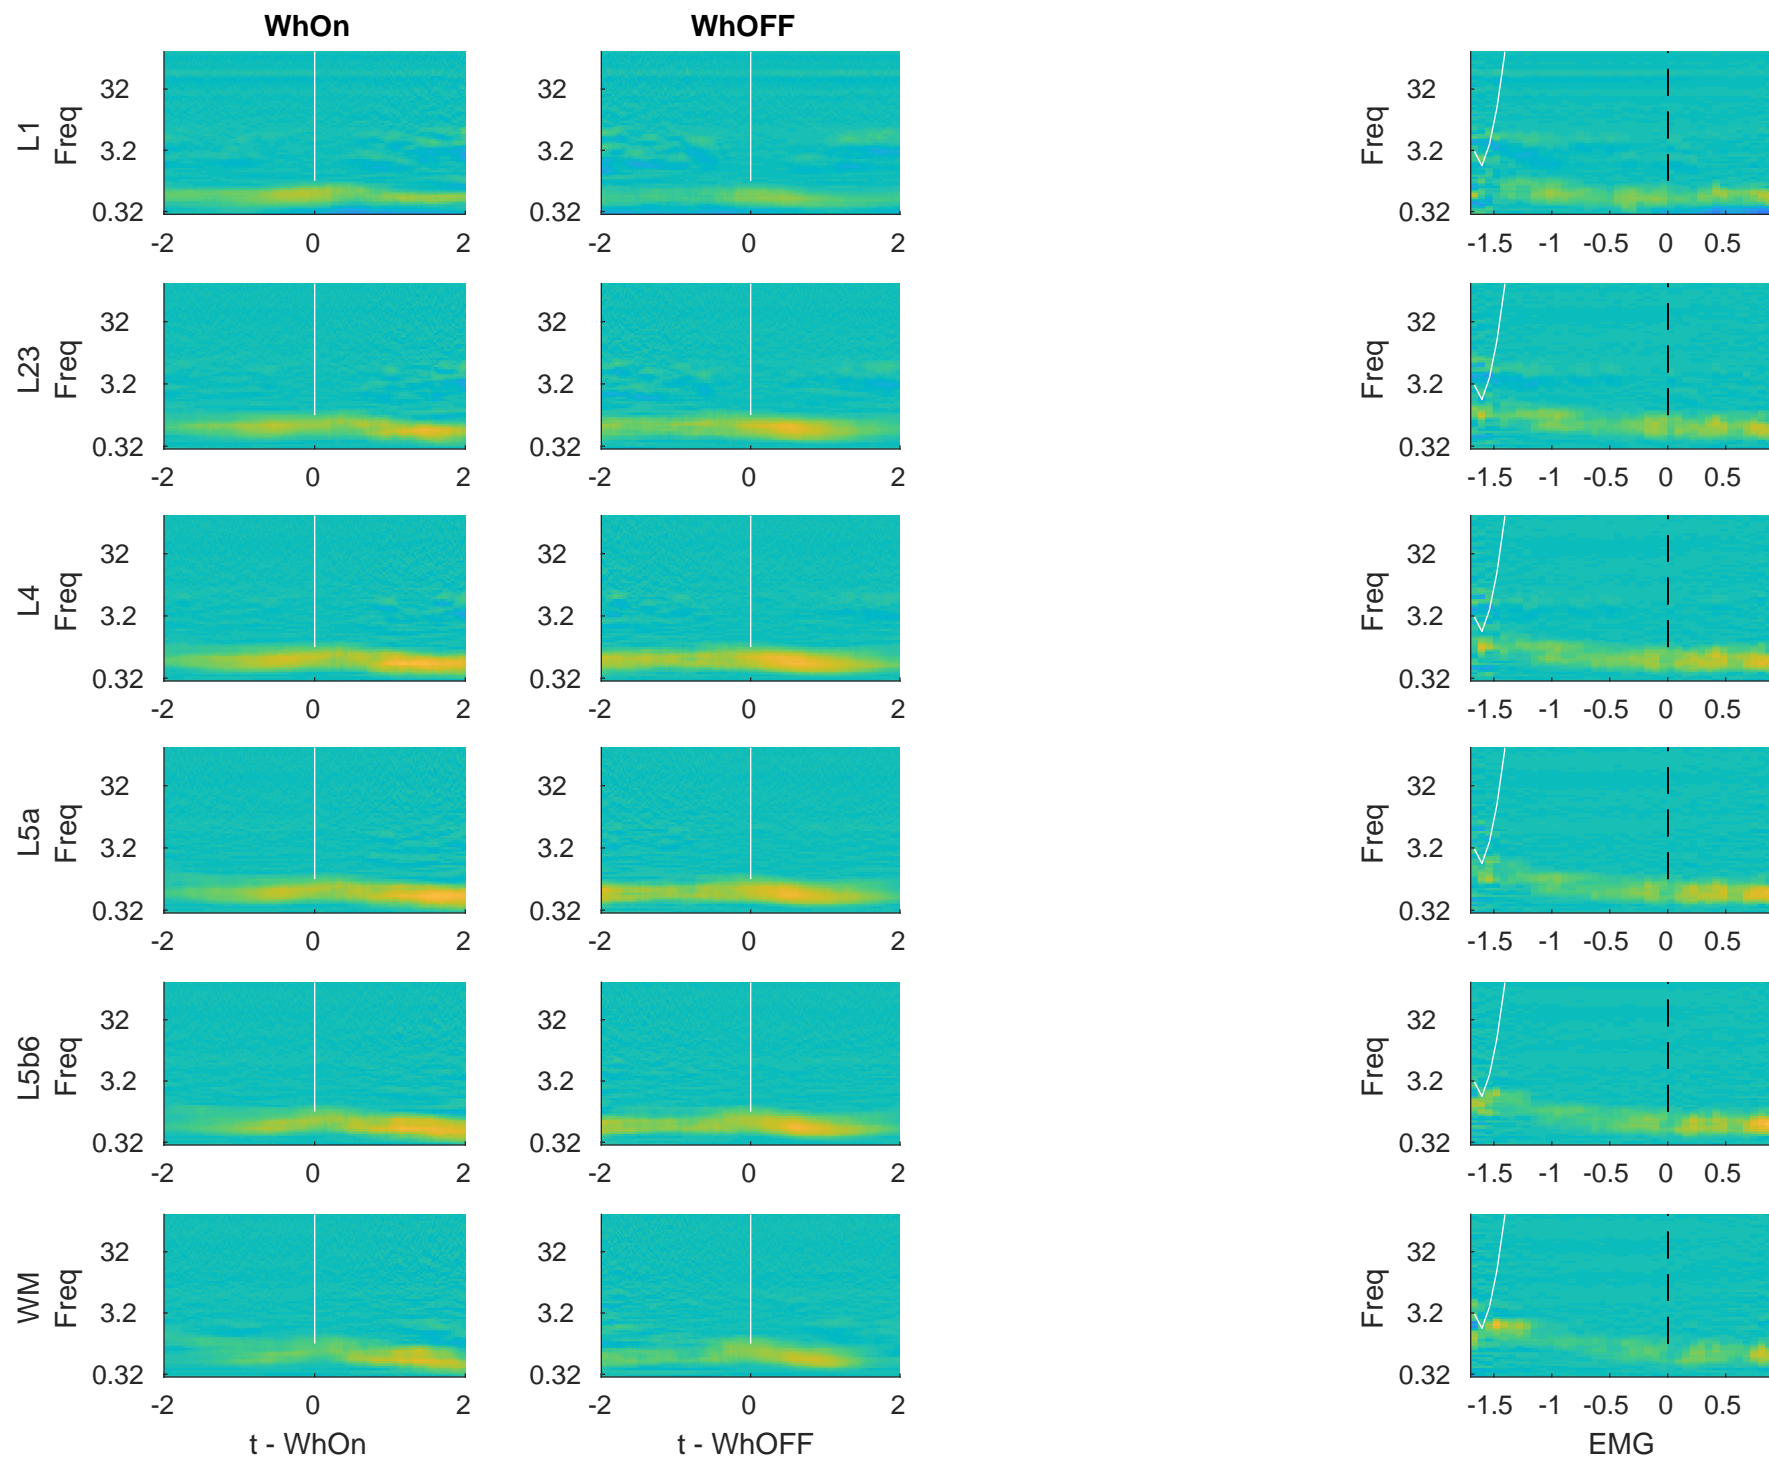 WhOn WhOFF
L1 Freq 32 3.2 0.32 -2 0 2
32 3.2 0.32 -2 0 2
Freq 32 3.2 0.32 -1.5 -1 -0.5 0 0.5
L23 Freq 32 3.2 0.32 -2 0 2
32 3.2 0.32 -2 0 2
Freq 32 3.2 0.32 -1.5 -1 -0.5 0 0.5
L4 Freq 32 3.2 0.32 -2 0 2
32 3.2 0.32 -2 0 2
Freq 32 3.2 0.32 -1.5 -1 -0.5 0 0.5
L5a Freq 32 3.2 0.32 -2 0 2
32 3.2 0.32 -2 0 2
Freq 32 3.2 0.32 -1.5 -1 -0.5 0 0.5
L5b6 Freq 32 3.2 0.32 -2 0 2
32 3.2 0.32 -2 0 2
Freq 32 3.2 0.32 -1.5 -1 -0.5 0 0.5
WM Freq 32 3.2 0.32 -2 0 2
32 3.2 0.32 -2 0 2
Freq 32 3.2 0.32 -1.5 -1 -0.5 0 0.5
t - WhOn t - WhOFF EMG